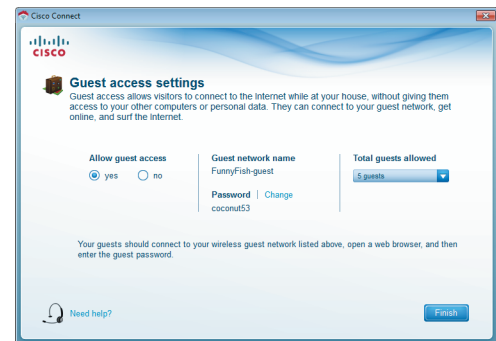 Cisco Connect
CISCO
Guest access settings
Guest access allows visitors to connect to the Internet while at your house, without giving them
access to your other computers or personal data. They can connect to your guest network, get
online, and surf the Internet.
Allow guest access
yes no
Guest network name
FunnyFish-guest
Password | Change
coconut53
Total guests allowed
5 guests
Your guests should connect to your wireless guest network listed above, open a web browser, and then
enter the guest password.
Need help?
Finish